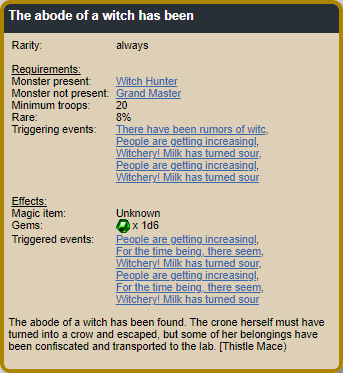 The abode of a witch has been
Rarity: always
Requirements:
Monster present: Witch Hunter
Monster not present: Grand Master
Minimum troops: 20
Rare: 8%
Triggering events: There have been rumors of witc,
People are getting increasingl,
Witchery! Milk has turned sour,
People are getting increasingl,
Witchery! Milk has turned sour
Effects:
Magic item: Unknown
Gems: x 1d6
Triggered events: People are getting increasingl,
For the time being, there seem,
Witchery! Milk has turned sour,
People are getting increasingl,
For the time being, there seem,
Witchery! Milk has turned sour
The abode of a witch has been found. The crone herself must have
turned into a crow and escaped, but some of her belongings have
been confiscated and transported to the lab. [Thistle Mace)